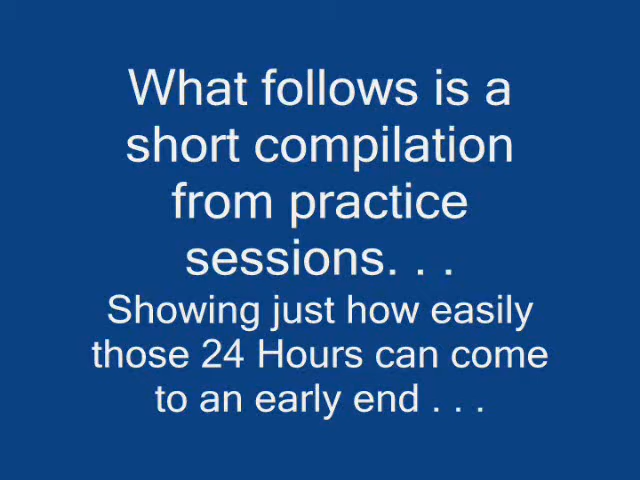 What follows is a
short compilation
from practice
sessions. . .
Showing just how easily
those 24 Hours can come
to an early end . . .